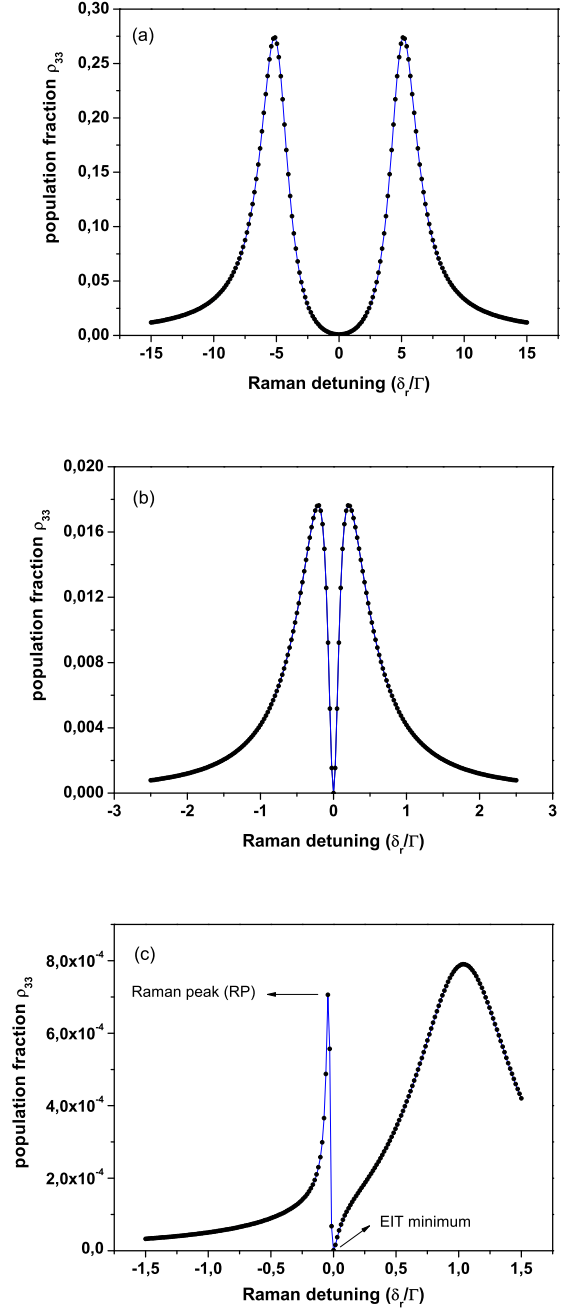 (a)
0,30
0,25
0,20
0,15
0,10
0,05
0,00
population fraction ρ33
-15 -10 -5 0 5 10 15
Raman detuning (δr/Γ)
(b)
0,020
0,016
0,012
0,008
0,004
0,000
population fraction ρ33
-3 -2 -1 0 1 2 3
Raman detuning (δr/Γ)
(c)
8,0x10-4
Raman peak (RP)
6,0x10-4
4,0x10-4
2,0x10-4
EIT minimum
0,0
population fraction ρ33
-1,5 -1,0 -0,5 0,0 0,5 1,0 1,5
Raman detuning (δr/Γ)